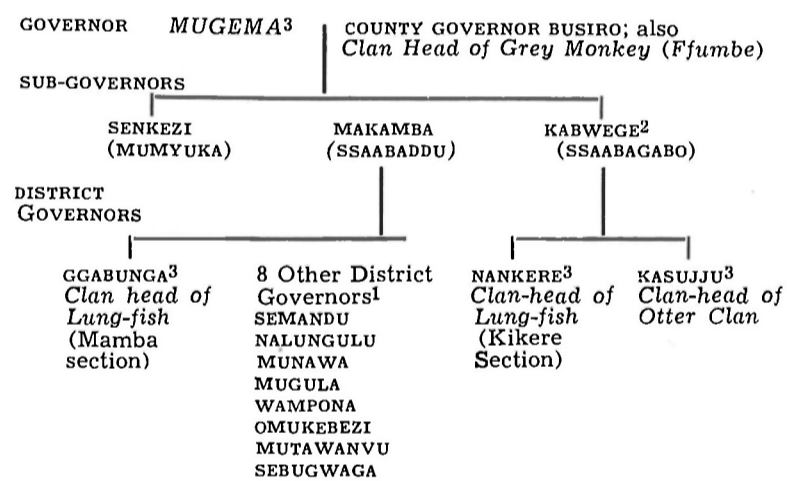 GOVERNOR MUGEMA³ COUNTY GOVERNOR BUSIRO; also
Clan Head of Grey Monkey (Ffumbe)
SUB-GOVERNORS
SENKEZI MAKAMBA KABWEGE²
(MUMYUKA) (SSAABADDU) (SSAABAGABO)
DISTRICT
GOVERNORS
GGABUNGA³ 8 Other District NANKERE³ KASUJJU³
Clan head of Governors¹ Clan-head of Clan-head of
Lung-fish SEMANDU Lung-fish Otter Clan
(Mamba NALUNGULU (Kikere
section) MUNAWA Section)
MUGULA
WAMPONA
OMUKEBEZI
MUTAWANVU
SEBUGWAGA